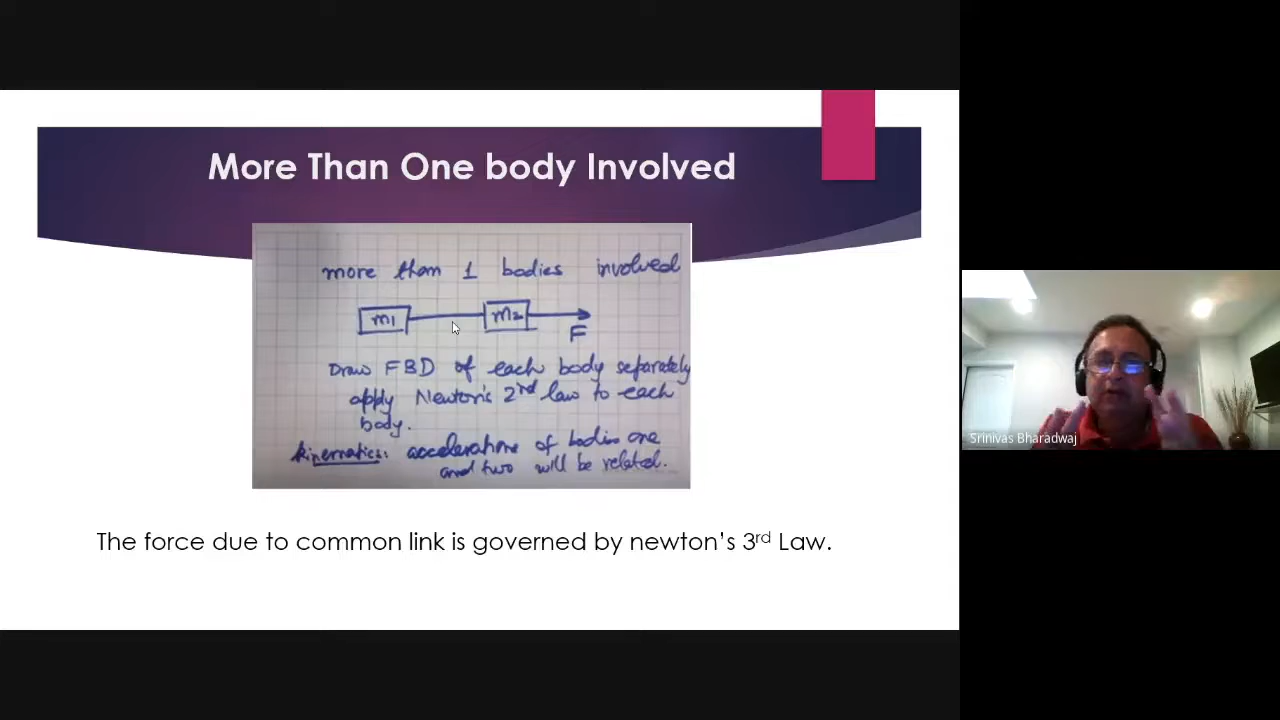 More Than One body Involved
more than 1 bodies involved
m1 m2
F
Draw FBD of each body separately
apply Newton's 2nd law to each
body.
kinematics: accelerations of bodies one
and two will be related.
The force due to common link is governed by newton's 3rd Law.
Srinivas Bharadwaj